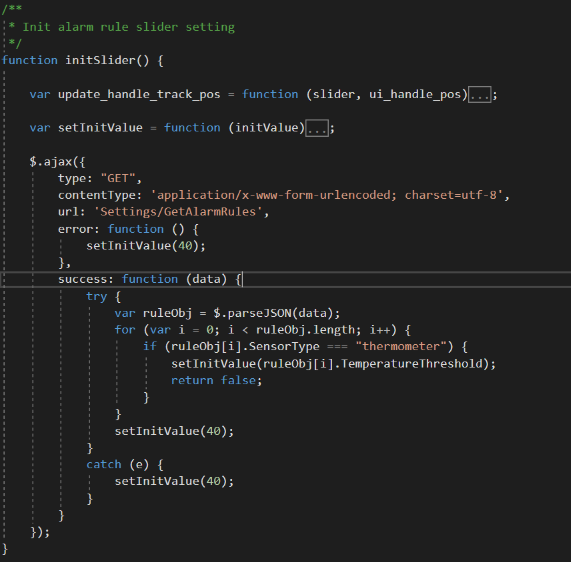 /**
 * Init alarm rule slider setting
 */
function initSlider() {
    var update_handle_track_pos = function (slider, ui_handle_pos)...;
    var setInitValue = function (initValue)...;
    $.ajax({
        type: "GET",
        contentType: 'application/x-www-form-urlencoded; charset=utf-8',
        url: 'Settings/GetAlarmRules',
        error: function () {
            setInitValue(40);
        },
        success: function (data) {
            try {
                var ruleObj = $.parseJSON(data);
                for (var i = 0; i < ruleObj.length; i++) {
                    if (ruleObj[i].SensorType === "thermometer") {
                        setInitValue(ruleObj[i].TemperatureThreshold);
                        return false;
                    }
                }
                setInitValue(40);
            }
            catch (e) {
                setInitValue(40);
            }
        }
    });
}